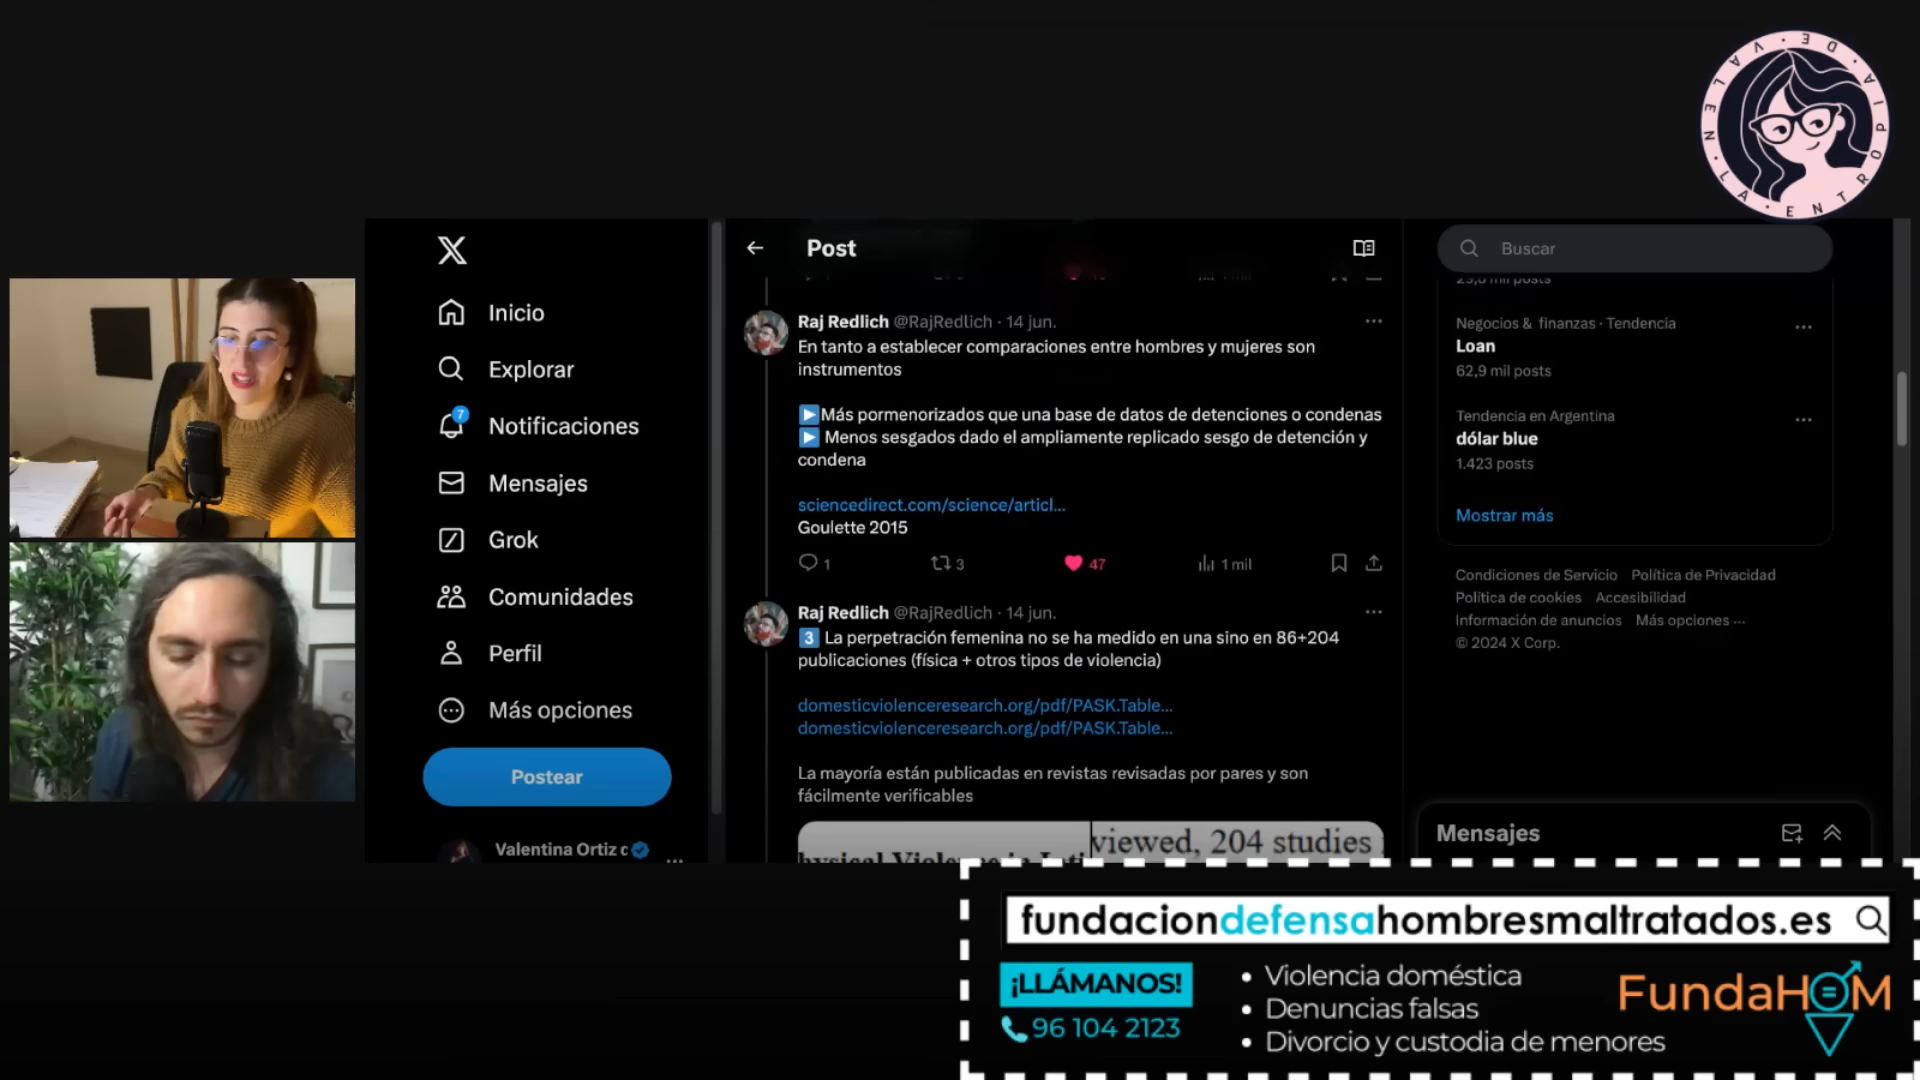 VALEN · DE · VALEN · LA · ENTROPIA
X
Inicio
Explorar
7
Notificaciones
Mensajes
Grok
Comunidades
Perfil
Más opciones
Postear
Valentina Ortiz
Post
Raj Redlich @RajRedlich · 14 jun.
En tanto a establecer comparaciones entre hombres y mujeres son
instrumentos
▶Más pormenorizados que una base de datos de detenciones o condenas
▶ Menos sesgados dado el ampliamente replicado sesgo de detención y
condena
sciencedirect.com/science/articl...
Goulette 2015
1 3 47 1 mil
Raj Redlich @RajRedlich · 14 jun.
3 La perpetración femenina no se ha medido en una sino en 86+204
publicaciones (física + otros tipos de violencia)
domesticviolenceresearch.org/pdf/PASK.Table...
domesticviolenceresearch.org/pdf/PASK.Table...
La mayoría están publicadas en revistas revisadas por pares y son
fácilmente verificables
viewed, 204 studies
Buscar
Negocios & finanzas · Tendencia
Loan
62,9 mil posts
Tendencia en Argentina
dólar blue
1.423 posts
Mostrar más
Condiciones de Servicio Política de Privacidad
Política de cookies Accesibilidad
Información de anuncios Más opciones ···
© 2024 X Corp.
Mensajes
fundaciondefensahombresmaltratados.es
¡LLÁMANOS!
96 104 2123
• Violencia doméstica
• Denuncias falsas
• Divorcio y custodia de menores
FundaHOM